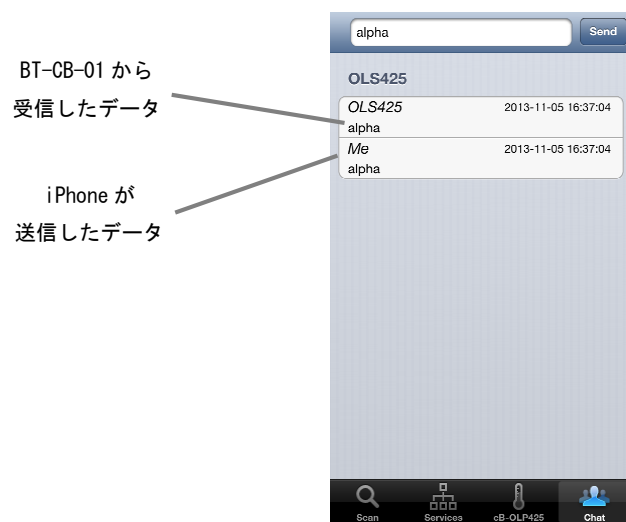 alpha
Send
BT-CB-01 から
受信したデータ
iPhone が
送信したデータ
OLS425
OLS425 2013-11-05 16:37:04
alpha
Me 2013-11-05 16:37:04
alpha
Scan Services cB-OLP425 Chat